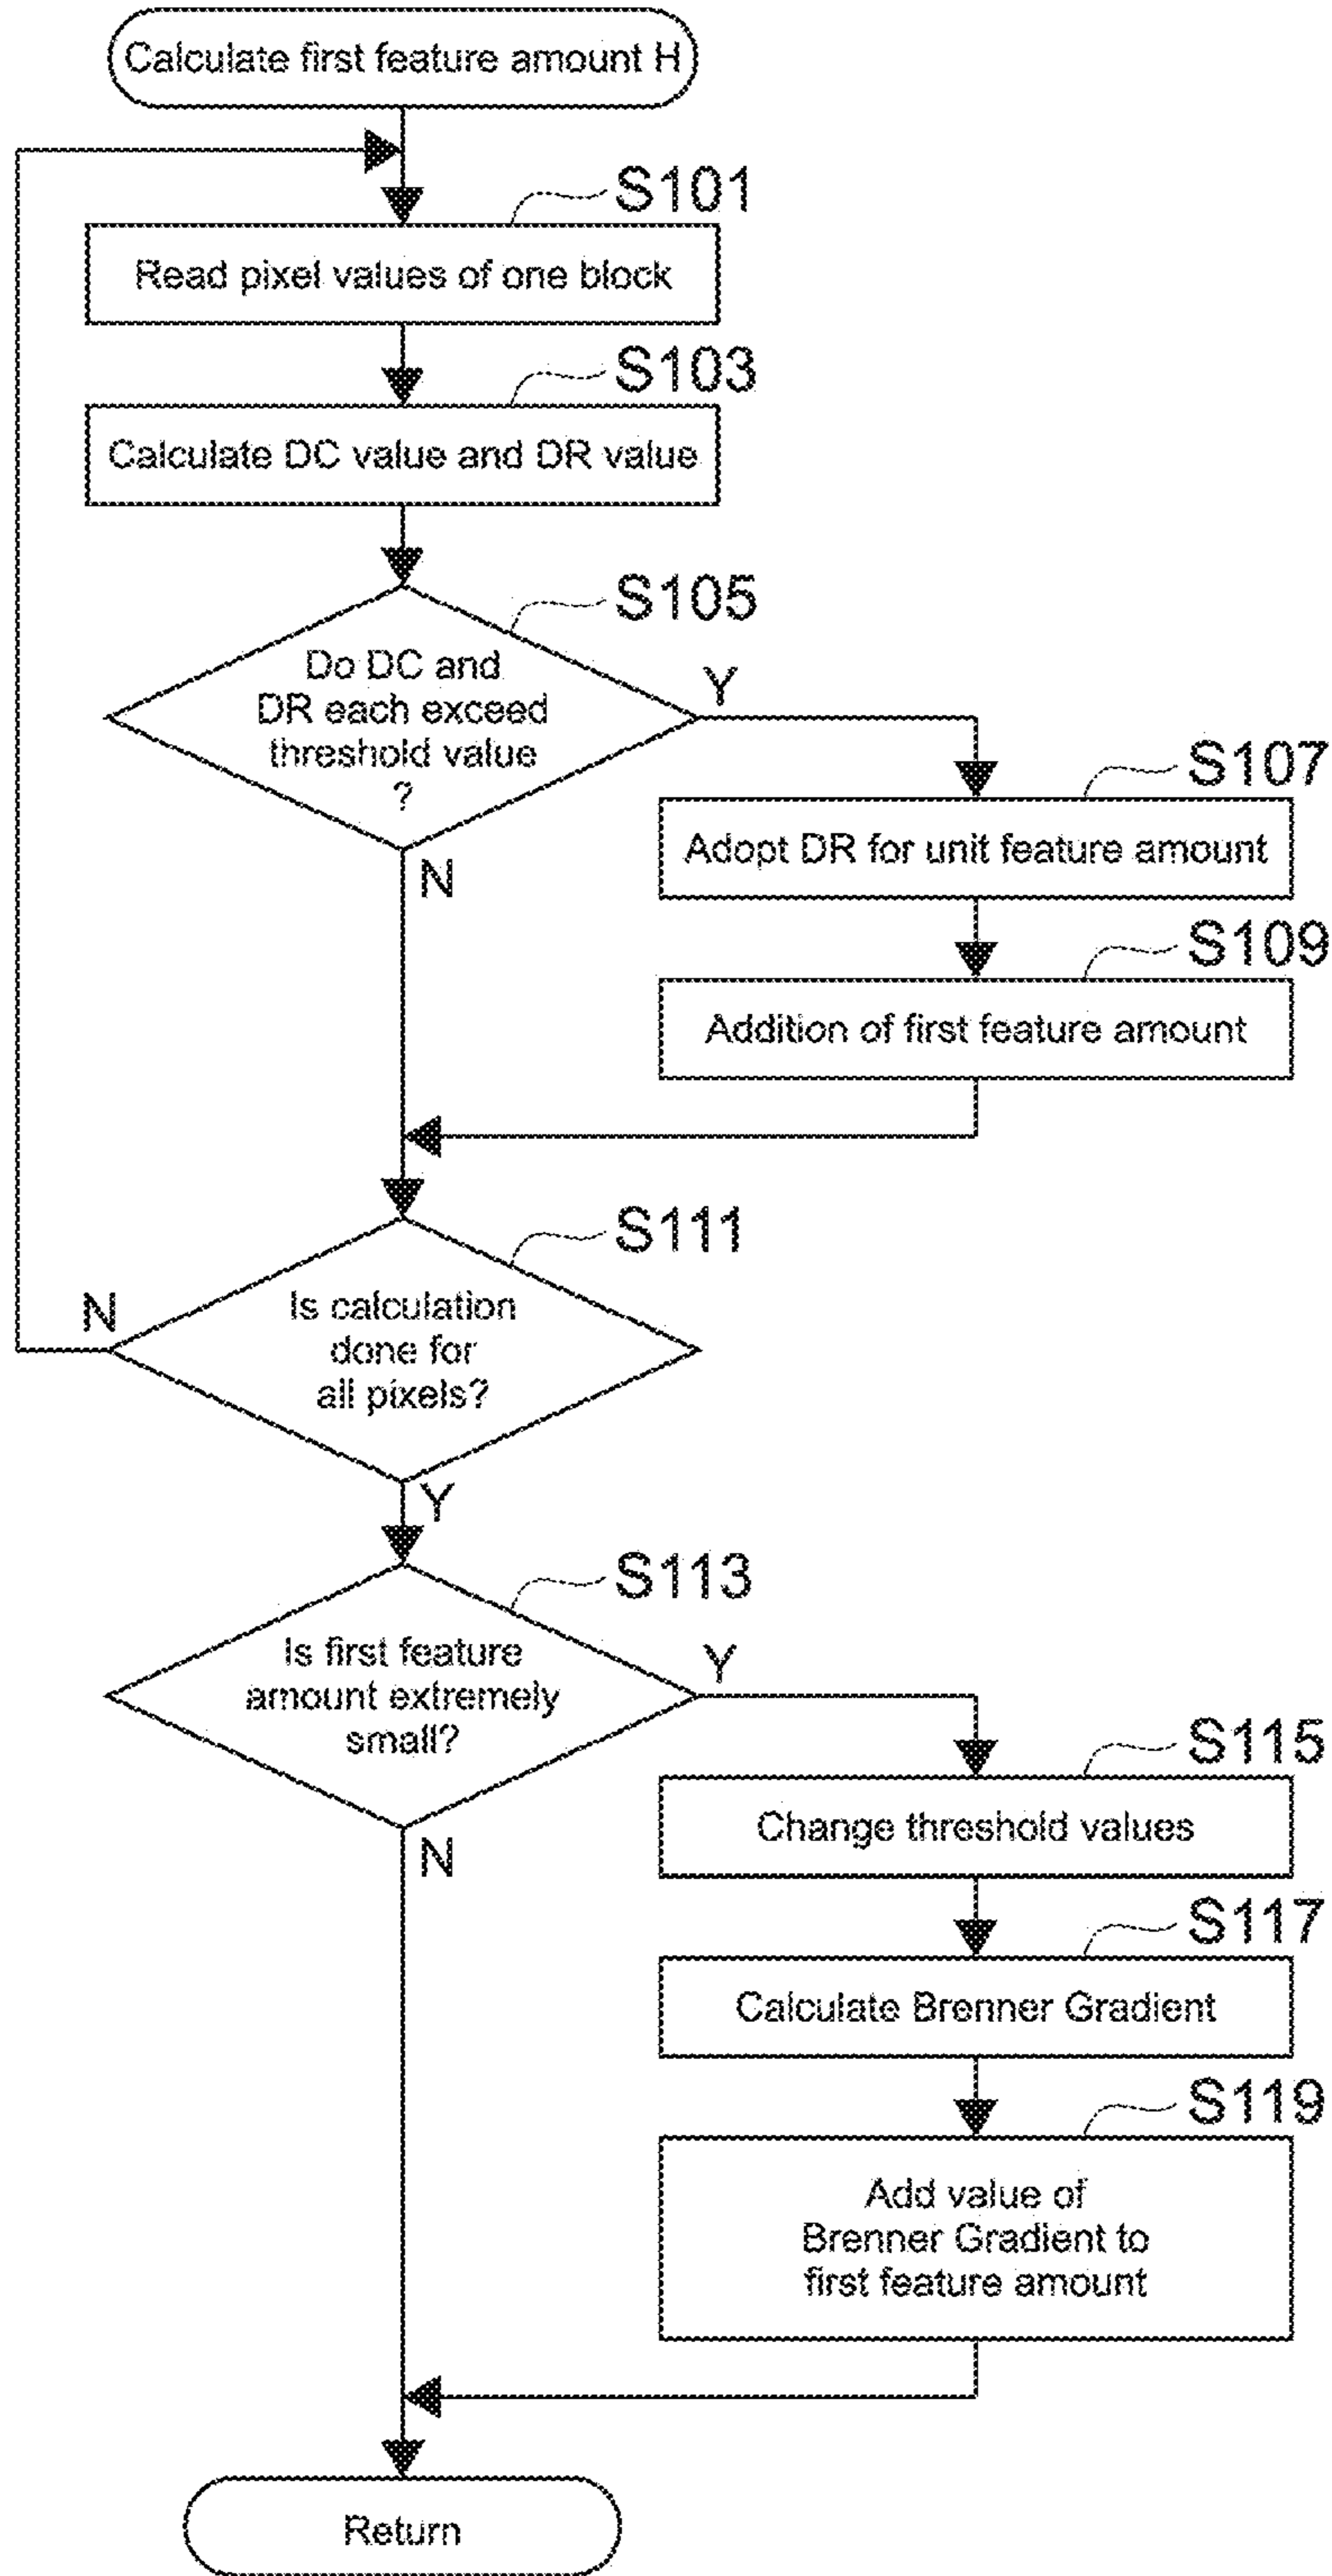 Calculate first feature amount H
S101
Read pixel values of one block
S103
Calculate DC value and DR value
S105
Do DC and
DR each exceed
threshold value
?
Y
N
S107
Adopt DR for unit feature amount
S109
Addition of first feature amount
S111
Is calculation
done for
all pixels?
N
Y
S113
Is first feature
amount extremely
small?
Y
N
S115
Change threshold values
S117
Calculate Brenner Gradient
S119
Add value of
Brenner Gradient to
first feature amount
Return